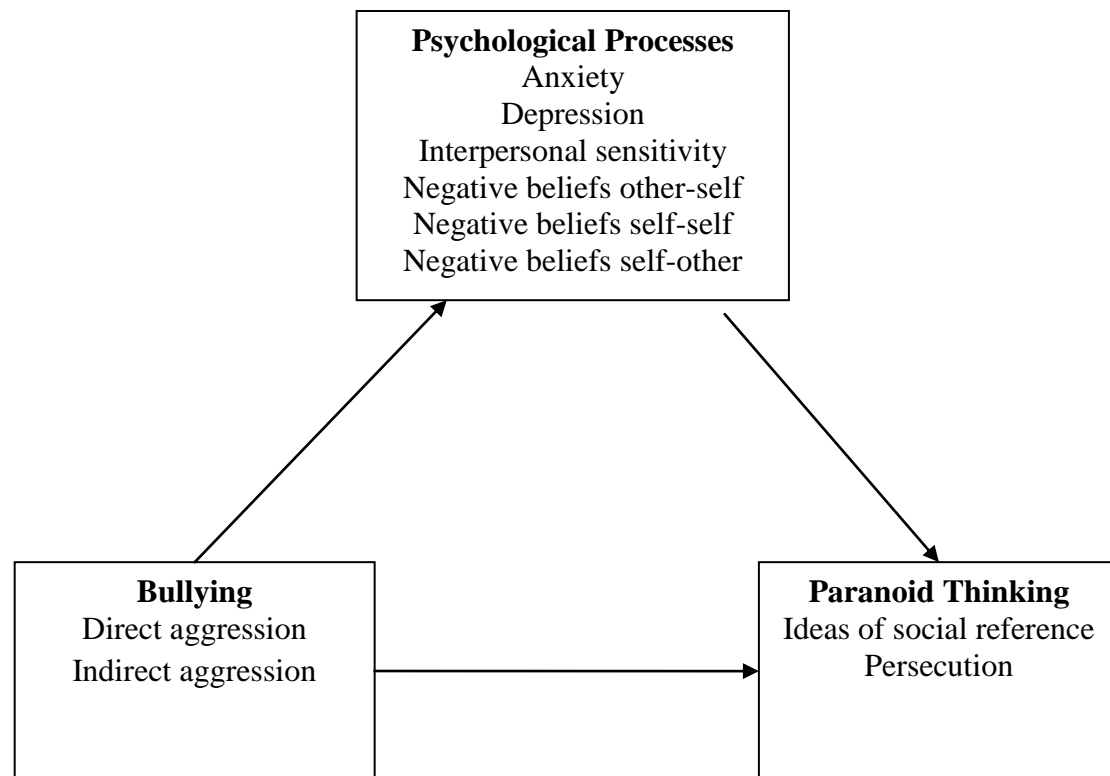 Psychological Processes
Anxiety
Depression
Interpersonal sensitivity
Negative beliefs other-self
Negative beliefs self-self
Negative beliefs self-other
Bullying
Direct aggression
Indirect aggression
Paranoid Thinking
Ideas of social reference
Persecution